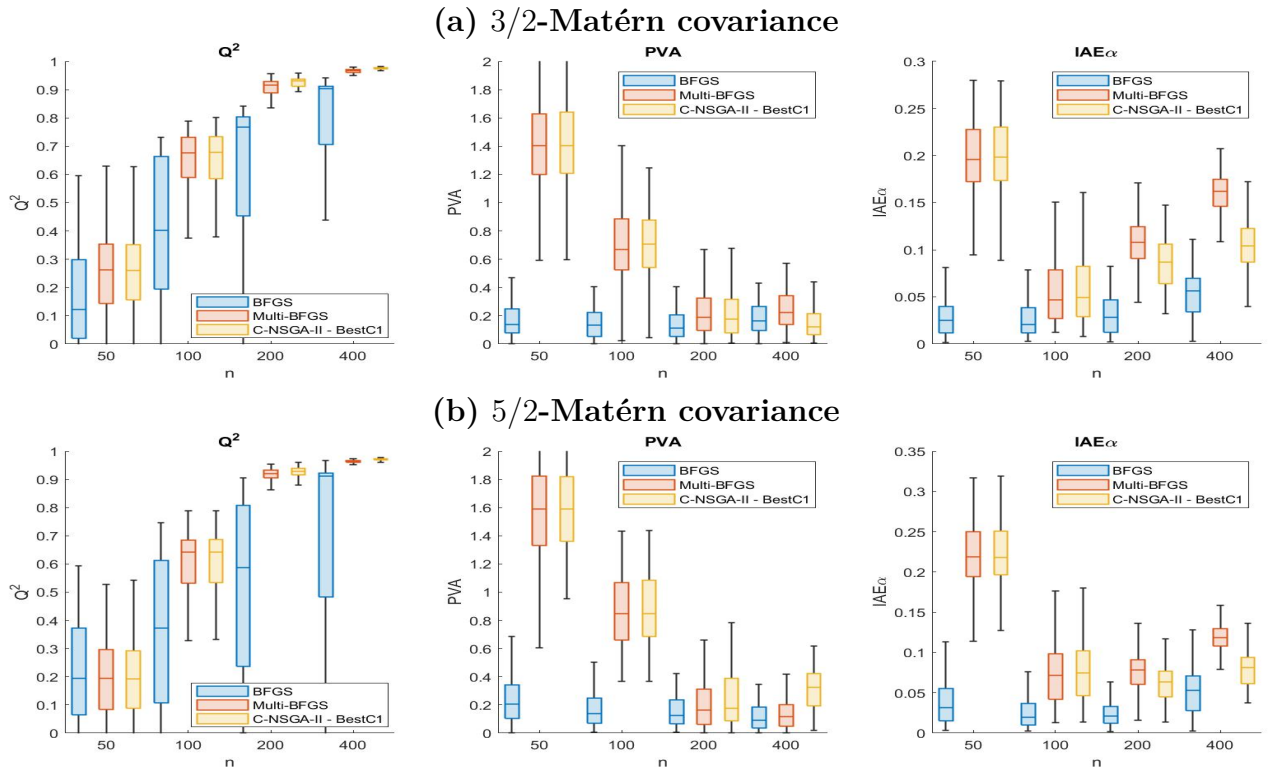 (a) 3/2-Matérn covariance
Q²
1
0.9
0.8
0.7
0.6
0.5
0.4
0.3
0.2
0.1
0
Q²
50
100
200
400
n
BFGS
Multi-BFGS
C-NSGA-II - BestC1
PVA
2
1.8
1.6
1.4
1.2
1
0.8
0.6
0.4
0.2
0
PVA
50
100
200
400
n
BFGS
Multi-BFGS
C-NSGA-II - BestC1
IAEα
0.3
0.25
0.2
0.15
0.1
0.05
0
IAEα
50
100
200
400
n
BFGS
Multi-BFGS
C-NSGA-II - BestC1
(b) 5/2-Matérn covariance
Q²
1
0.9
0.8
0.7
0.6
0.5
0.4
0.3
0.2
0.1
0
Q²
50
100
200
400
n
BFGS
Multi-BFGS
C-NSGA-II - BestC1
PVA
2
1.8
1.6
1.4
1.2
1
0.8
0.6
0.4
0.2
0
PVA
50
100
200
400
n
BFGS
Multi-BFGS
C-NSGA-II - BestC1
IAEα
0.35
0.3
0.25
0.2
0.15
0.1
0.05
0
IAEα
50
100
200
400
n
BFGS
Multi-BFGS
C-NSGA-II - BestC1